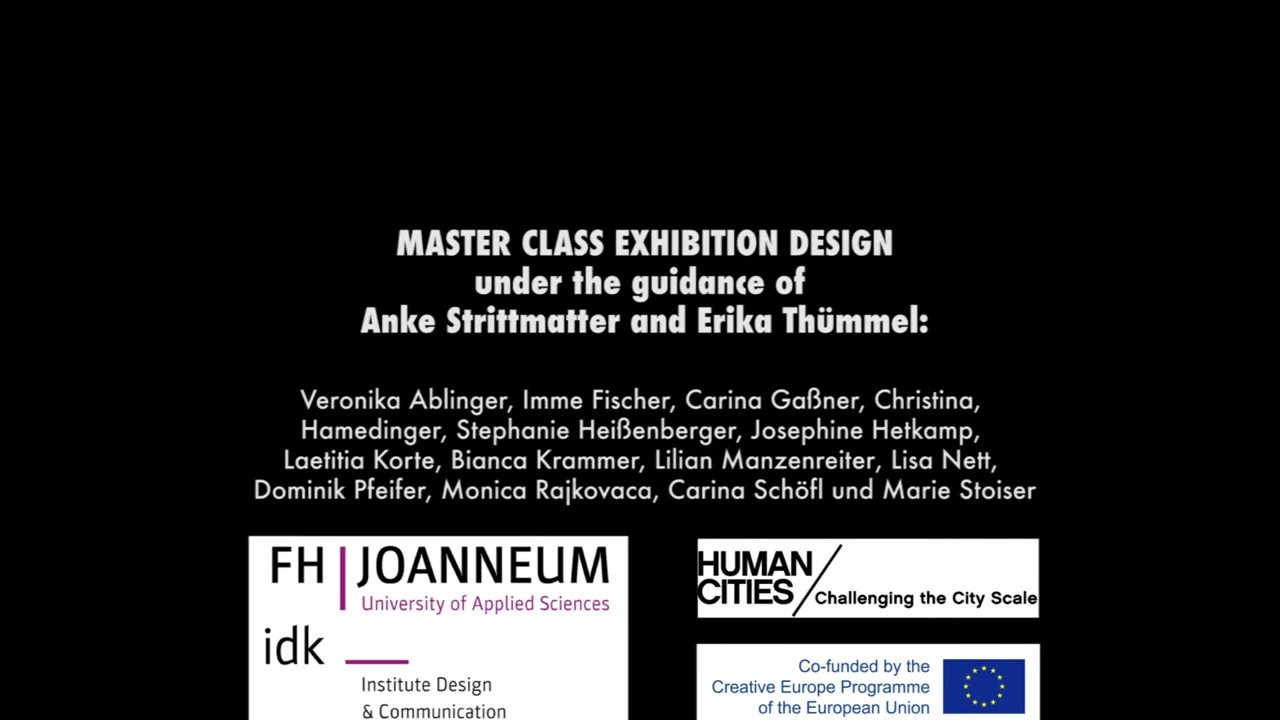 MASTER CLASS EXHIBITION DESIGN
under the guidance of
Anke Strittmatter and Erika Thümmel:
Veronika Ablinger, Imme Fischer, Carina Gaßner, Christina,
Hamedinger, Stephanie Heißenberger, Josephine Hetkamp,
Laetitia Korte, Bianca Krammer, Lilian Manzenreiter, Lisa Nett,
Dominik Pfeifer, Monica Rajkovaca, Carina Schöfl und Marie Stoiser
FH JOANNEUM
University of Applied Sciences
idk
Institute Design
& Communication
HUMAN
CITIES
Challenging the City Scale
Co-funded by the
Creative Europe Programme
of the European Union